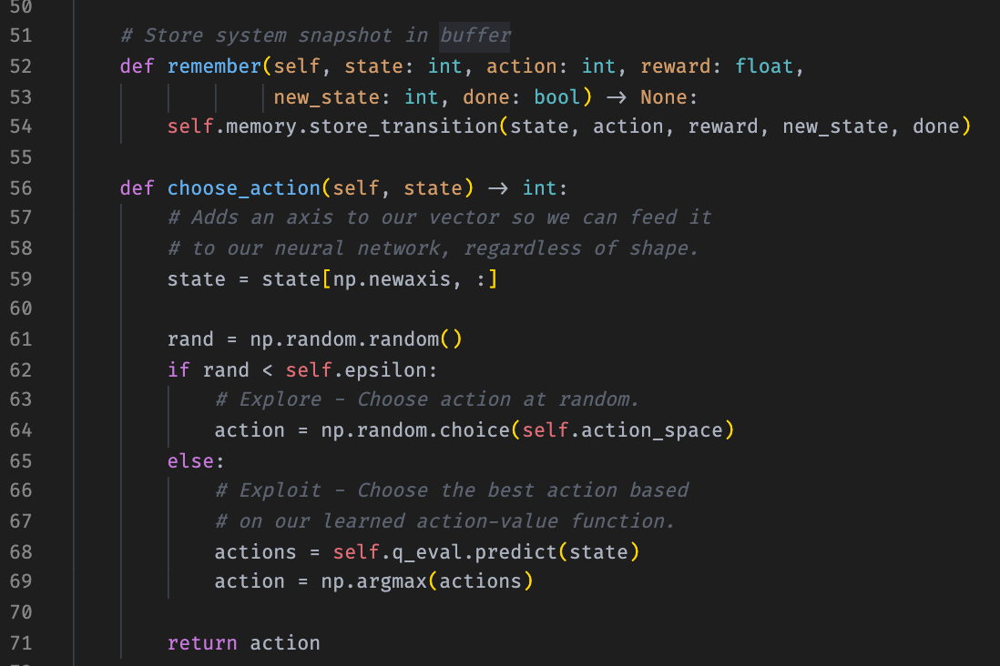 50
51 # Store system snapshot in buffer
52 def remember(self, state: int, action: int, reward: float,
53 new_state: int, done: bool) -> None:
54 self.memory.store_transition(state, action, reward, new_state, done)
55
56 def choose_action(self, state) -> int:
57 # Adds an axis to our vector so we can feed it
58 # to our neural network, regardless of shape.
59 state = state[np.newaxis, :]
60
61 rand = np.random.random()
62 if rand < self.epsilon:
63 # Explore - Choose action at random.
64 action = np.random.choice(self.action_space)
65 else:
66 # Exploit - Choose the best action based
67 # on our learned action-value function.
68 actions = self.q_eval.predict(state)
69 action = np.argmax(actions)
70
71 return action